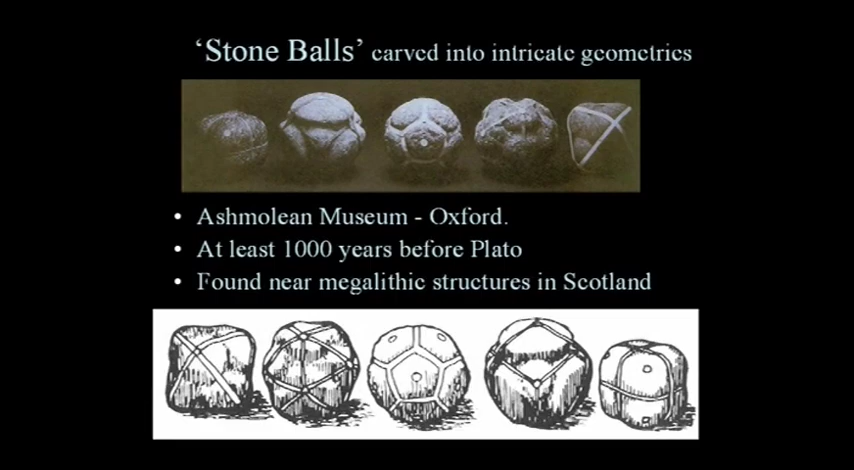 ‘Stone Balls’ carved into intricate geometries
• Ashmolean Museum - Oxford.
• At least 1000 years before Plato
• Found near megalithic structures in Scotland